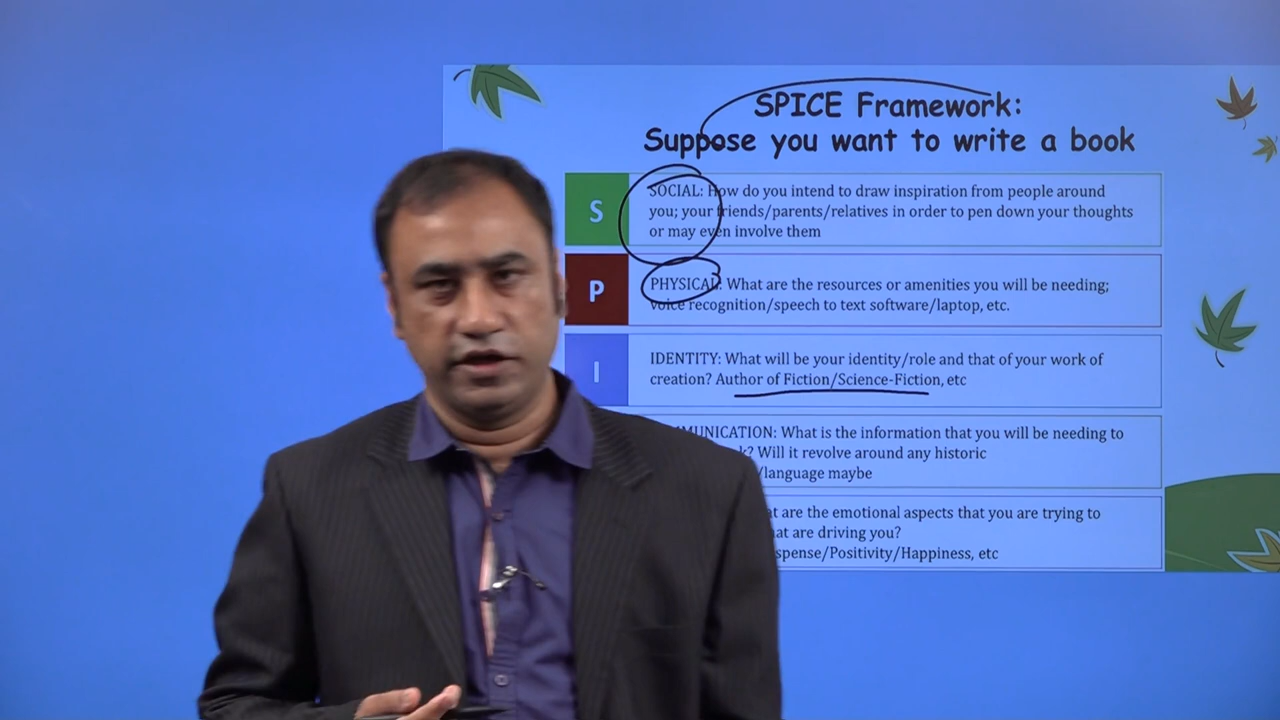 SPICE Framework:
Suppose you want to write a book
S
SOCIAL: How do you intend to draw inspiration from people around
you; your friends/parents/relatives in order to pen down your thoughts
or may even involve them
P
PHYSICAL: What are the resources or amenities you will be needing;
voice recognition/speech to text software/laptop, etc.
I
IDENTITY: What will be your identity/role and that of your work of
creation? Author of Fiction/Science-Fiction, etc
What is the information that you will be needing to
Will it revolve around any historic
/language maybe
are the emotional aspects that you are trying to
are driving you?
/Positivity/Happiness, etc